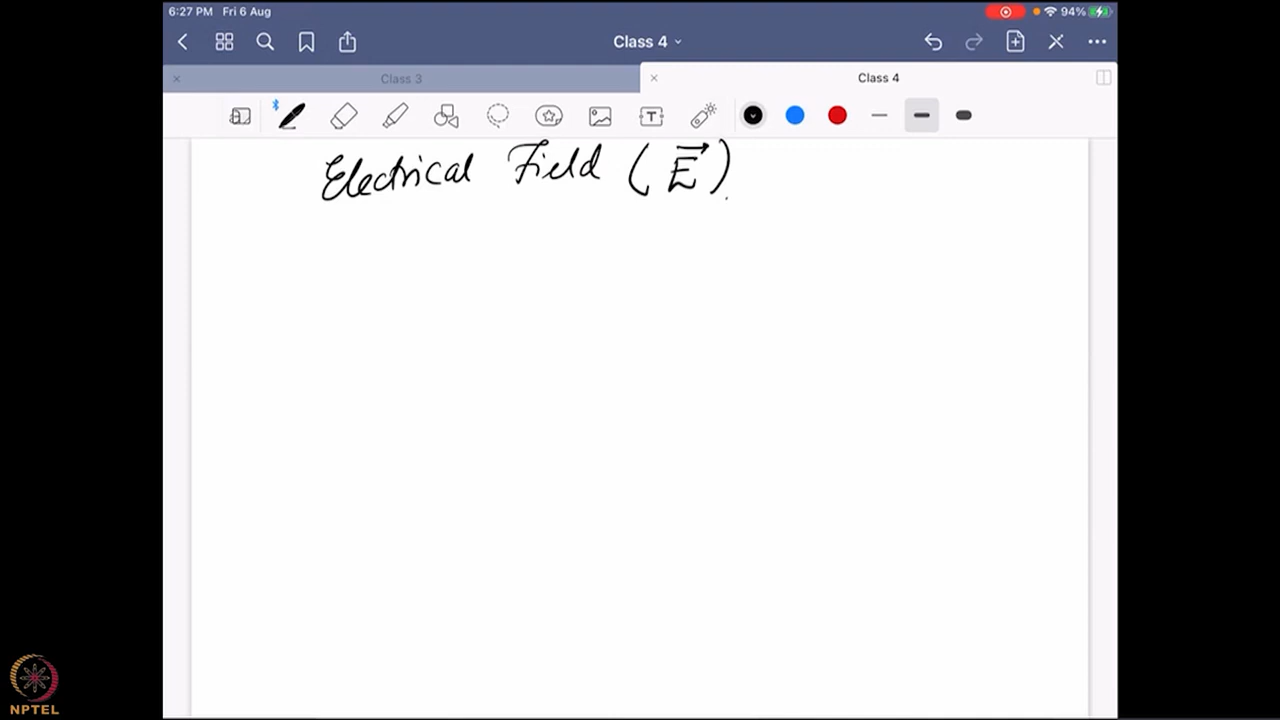 6:27 PM Fri 6 Aug 94%
Class 4
Class 3 Class 4
T
Electrical Field (E⃗)
NPTEL